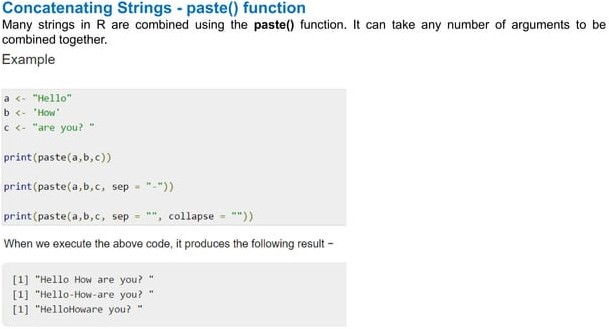 Concatenating Strings - paste() function
Many strings in R are combined using the paste() function. It can take any number of arguments to be
combined together.
Example
a <- "Hello"
b <- 'How'
c <- "are you? "
print(paste(a,b,c))
print(paste(a,b,c, sep = "-"))
print(paste(a,b,c, sep = "", collapse = ""))
When we execute the above code, it produces the following result −
[1] "Hello How are you? "
[1] "Hello-How-are you? "
[1] "HelloHoware you? "